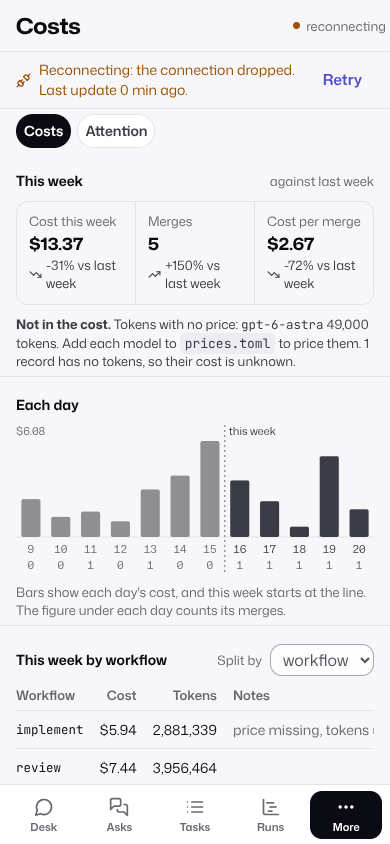 Costs
reconnecting
Reconnecting: the connection dropped.
Last update 0 min ago.
Retry
Costs
Attention
This week
against last week
Cost this week
$13.37
-31% vs last
week
Merges
5
+150% vs
last week
Cost per merge
$2.67
-72% vs last
week
Not in the cost. Tokens with no price: gpt-6-astra 49,000
tokens. Add each model to prices.toml to price them. 1
record has no tokens, so their cost is unknown.
Each day
$6.08
this week
9 10 11 12 13 14 15 16 17 18 19 20
0 0 1 0 1 0 0 1 1 1 1 1
Bars show each day's cost, and this week starts at the line.
The figure under each day counts its merges.
This week by workflow
Split by
workflow
Workflow Cost Tokens Notes
implement $5.94 2,881,339 price missing, tokens
review $7.44 3,956,464
Desk Asks Tasks Runs More